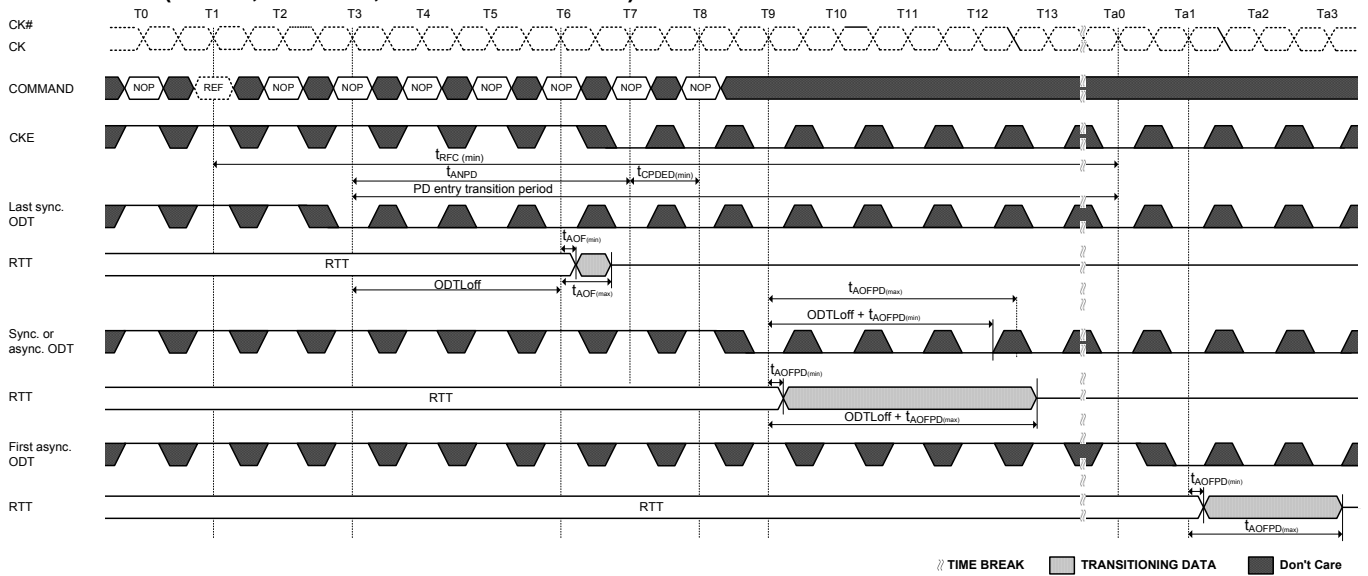 T0 T1 T2 T3 T4 T5 T6 T7 T8 T9 T10 T11 T12 T13 Ta0 Ta1 Ta2 Ta3
CK#
CK
COMMAND NOP REF NOP NOP NOP NOP NOP NOP NOP
CKE
tRFC (min)
tANPD tCPDED(min)
PD entry transition period
Last sync.
ODT
tAOF(min)
RTT RTT
ODTLoff tAOF(max)
tAOFPD(max)
ODTLoff + tAOFPD(min)
Sync. or
async. ODT
tAOFPD(min)
RTT RTT
ODTLoff + tAOFPD(max)
First async.
ODT
tAOFPD(min)
RTT RTT
tAOFPD(max)
TIME BREAK TRANSITIONING DATA Don't Care